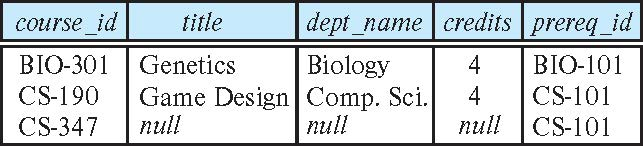 course_id title dept_name credits prereq_id
BIO-301 Genetics Biology 4 BIO-101
CS-190 Game Design Comp. Sci. 4 CS-101
CS-347 null null null CS-101